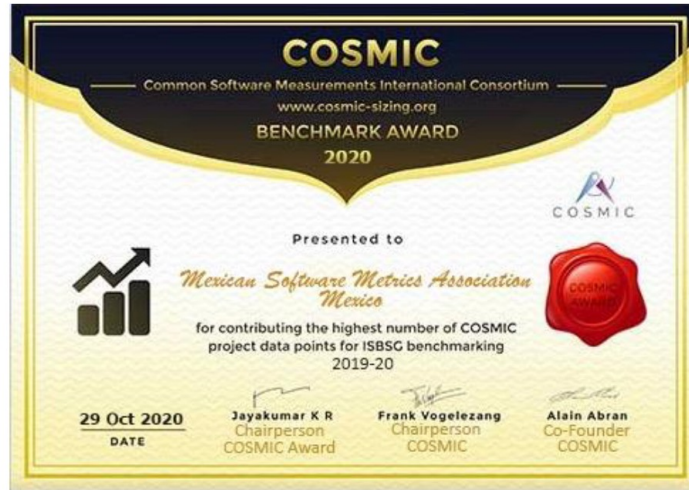 COSMIC
Common Software Measurements International Consortium
www.cosmic-sizing.org
BENCHMARK AWARD
2020
COSMIC
Presented to
Mexican Software Metrics Association
Mexico
COSMIC
AWARD
for contributing the highest number of COSMIC
project data points for ISBSG benchmarking
2019-20
29 Oct 2020
DATE
Jayakumar K R
Chairperson
COSMIC Award
Frank Vogelezang
Chairperson
COSMIC
Alain Abran
Co-Founder
COSMIC